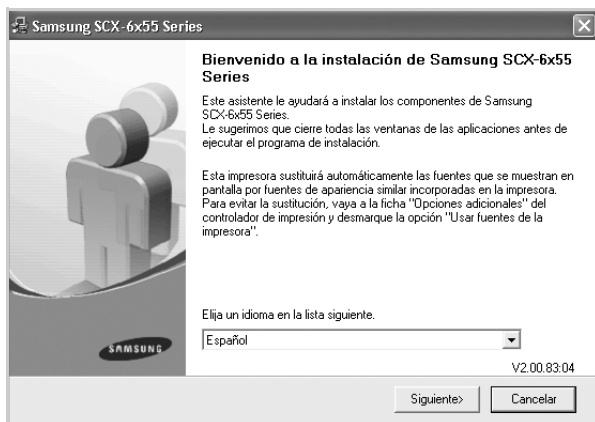 Samsung SCX-6x55 Series
Bienvenido a la instalación de Samsung SCX-6x55
Series
Este asistente le ayudará a instalar los componentes de Samsung
SCX-6x55 Series.
Le sugerimos que cierre todas las ventanas de las aplicaciones antes de
ejecutar el programa de instalación.
Esta impresora sustituirá automáticamente las fuentes que se muestran en
pantalla por fuentes de apariencia similar incorporadas en la impresora.
Para evitar la sustitución, vaya a la ficha "Opciones adicionales" del
controlador de impresión y desmarque la opción "Usar fuentes de la
impresora".
Elija un idioma en la lista siguiente.
Español
SAMSUNG
V2.00.83:04
Siguiente>
Cancelar